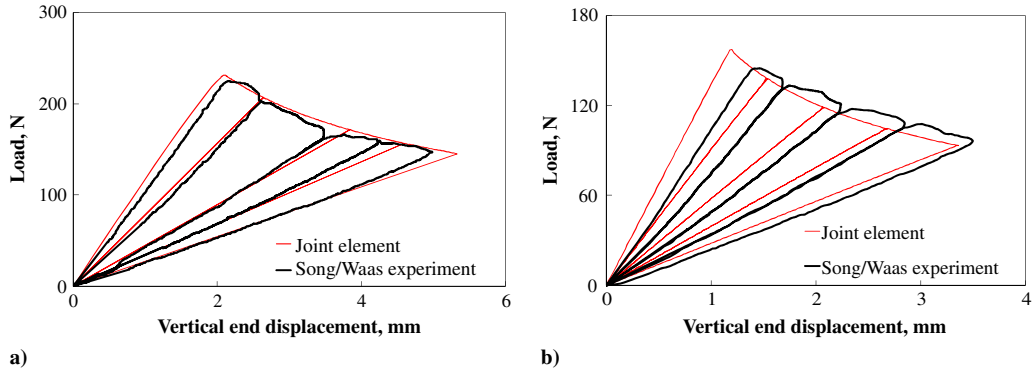 300
200
100
0
0
2
4
6
Load, N
Vertical end displacement, mm
Joint element
Song/Waas experiment
a)
180
120
60
0
0
1
2
3
4
Load, N
Vertical end displacement, mm
Joint element
Song/Waas experiment
b)